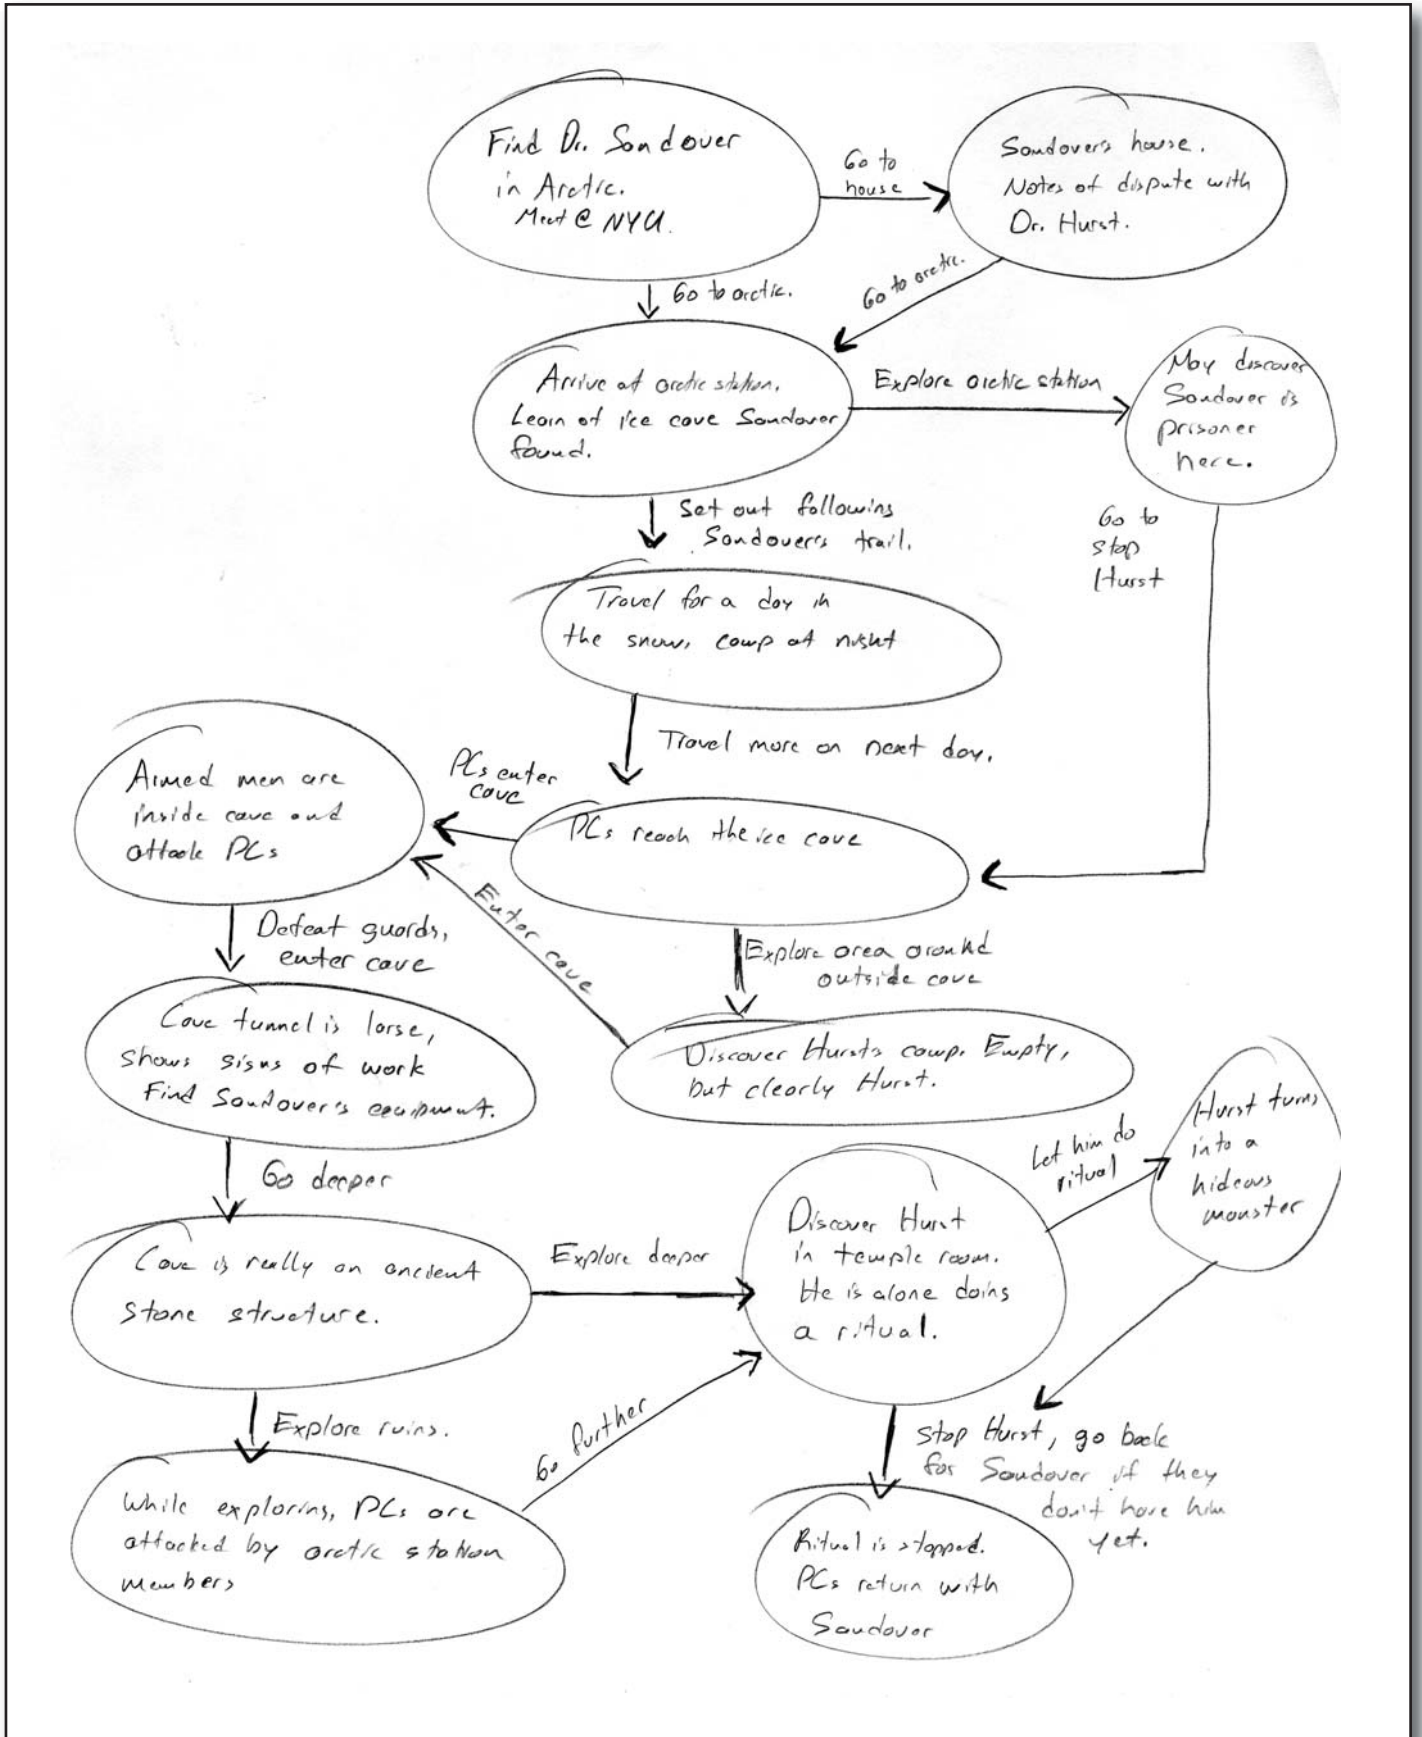 Find Dr. Sandover
in Arctic.
Meet @ NYU.
Go to
house
Sandover's house.
Notes of dispute with
Dr. Hurst.
Go to arctic.
Go to arctic.
Arrive at arctic station.
Learn of ice cave Sandover
found.
Explore arctic station
May discover
Sandover is
prisoner
here.
Set out following
Sandover's trail.
Go to
stop
Hurst
Travel for a day in
the snow, camp at night
Travel more on next day.
PCs reach the ice cave
PCs enter
cave
Armed men are
inside cave and
attack PCs
Enter cave
Explore area around
outside cave
Discover Hurst's camp. Empty,
but clearly Hurst.
Defeat guards,
enter cave
Cave tunnel is large,
shows signs of work
Find Sandover's equipment.
Go deeper
Cave is really an ancient
stone structure.
Explore deeper
Discover Hurst
in temple room.
He is alone doing
a ritual.
Let him do
ritual
Hurst turns
into a
hideous
monster
Explore ruins.
While exploring, PCs are
attacked by arctic station
members
Go further
Stop Hurst, go back
for Sandover if they
don't have him
yet.
Ritual is stopped.
PCs return with
Sandover